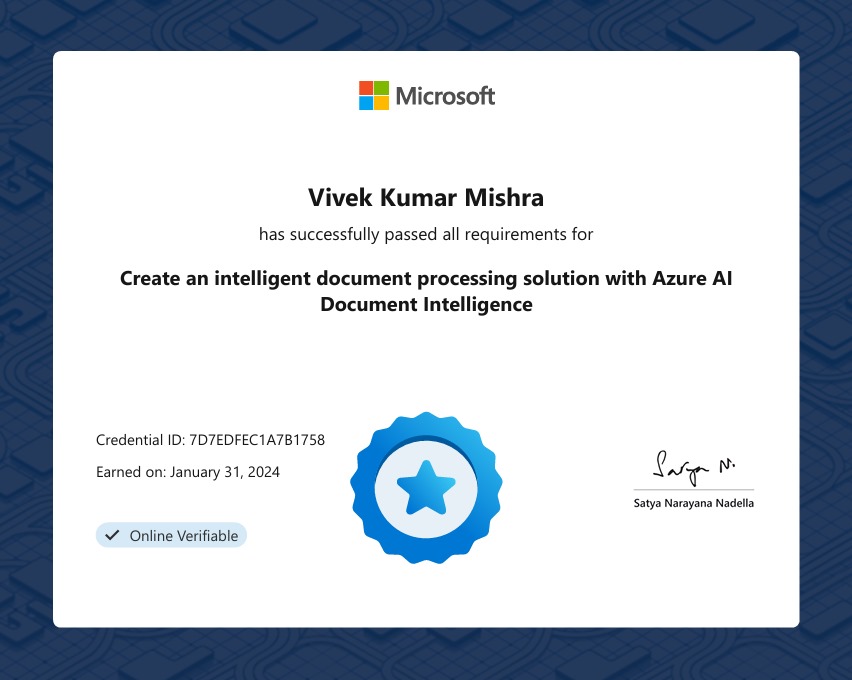 Microsoft
Vivek Kumar Mishra
has successfully passed all requirements for
Create an intelligent document processing solution with Azure AI
Document Intelligence
Credential ID: 7D7EDFEC1A7B1758
Earned on: January 31, 2024
Online Verifiable
Satya N.
Satya Narayana Nadella